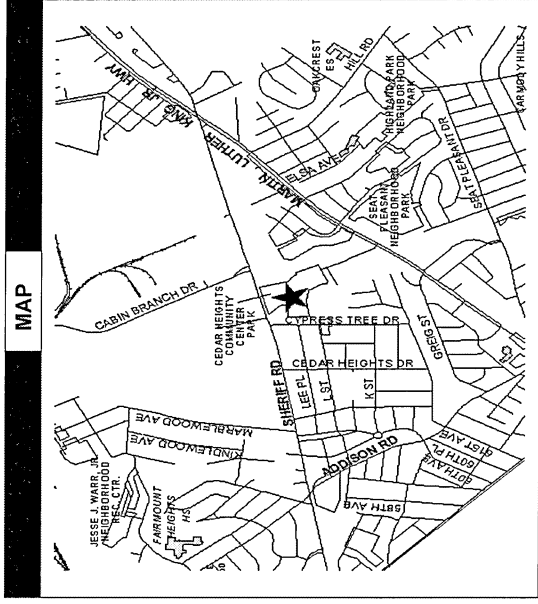 MAP
MARTIN LUTHER KING JR HWY
OAKCREST
ES
HILL RD
HIGHLAND PARK
NEIGHBORHOOD
PARK
CARMODY HILLS
ELSA AVE
SEAT
PLEASANT
NEIGHBORHOOD
PARK
SEAT PLEASANT DR
CABIN BRANCH DR
CEDAR HEIGHTS
COMMUNITY
CENTER
PARK
CYPRESS TREE DR
SHERIFF RD
LEE PL
L ST
CEDAR HEIGHTS DR
K ST
GREIG ST
MARBLEWOOD AVE
KINDLEWOOD AVE
JESSE J. WARR, JR.
NEIGHBORHOOD
REC. CTR.
FAIRMOUNT
HEIGHTS
HS
ADDISON RD
61ST AVE
60TH PL
60TH AVE
58TH AVE